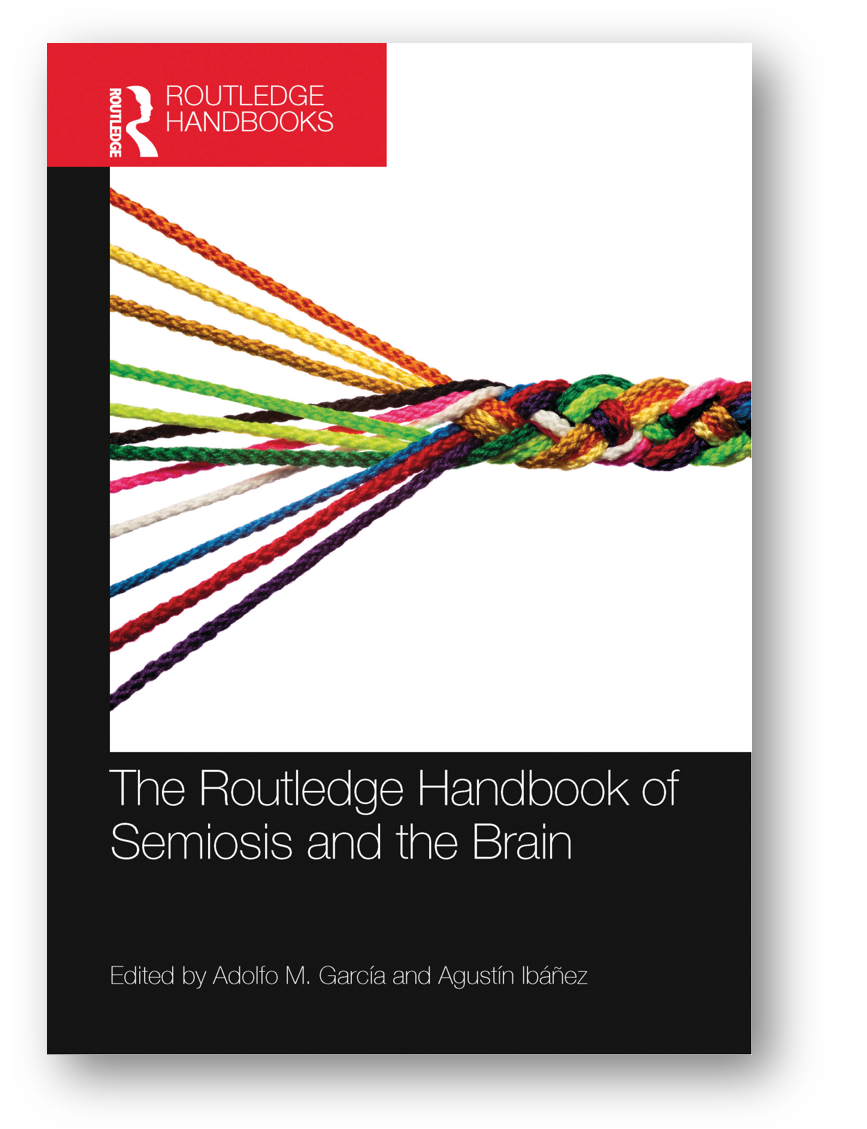 ROUTLEDGE
ROUTLEDGE
HANDBOOKS
The Routledge Handbook of
Semiosis and the Brain
Edited by Adolfo M. García and Agustín Ibáñez